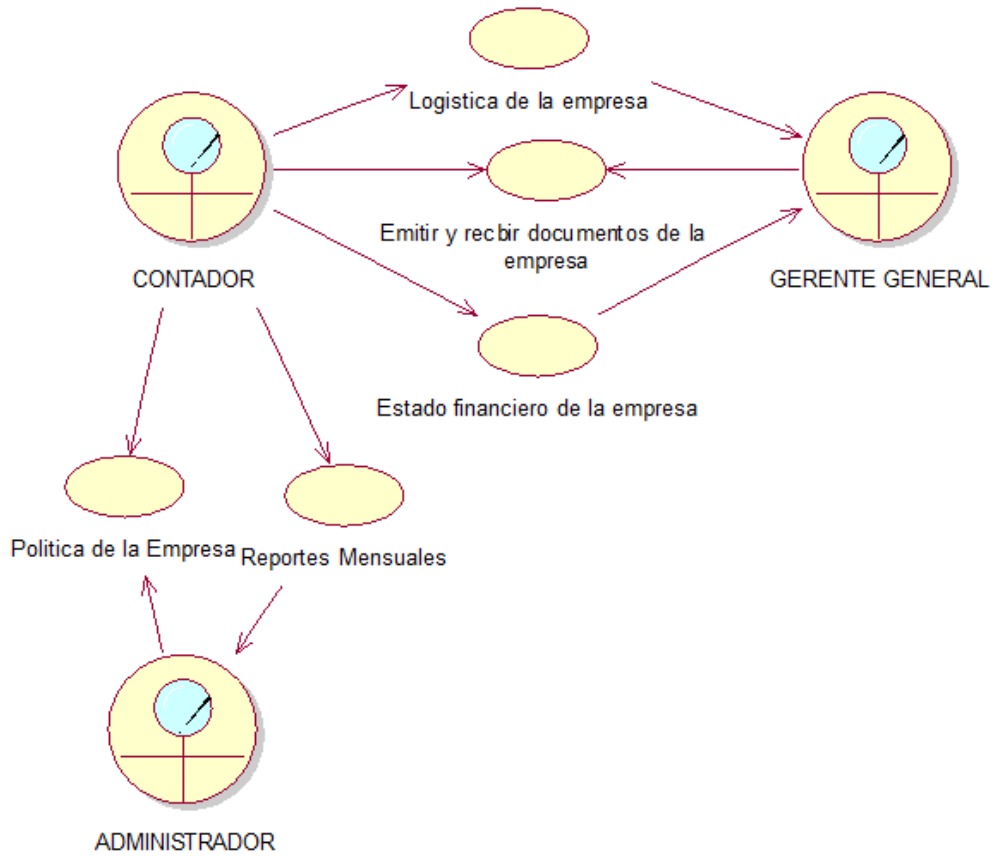 Logistica de la empresa
Emitir y recbir documentos de la
empresa
CONTADOR
GERENTE GENERAL
Estado financiero de la empresa
Politica de la Empresa
Reportes Mensuales
ADMINISTRADOR